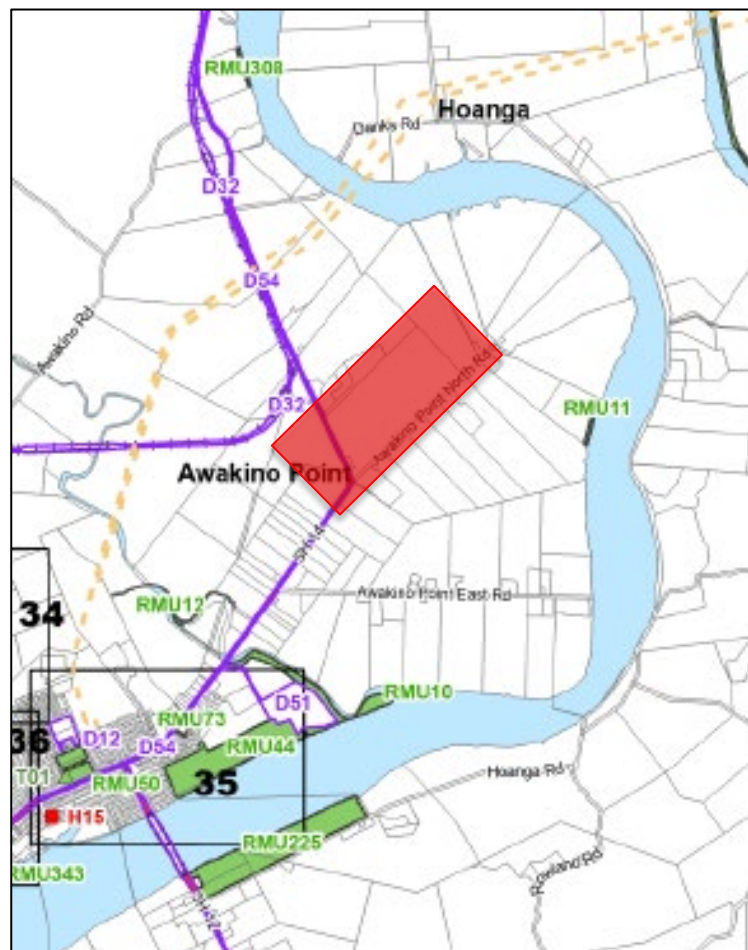 RMU308
Hoanga
Danks Rd
D32
D54
Awakino Rd
D32
Awakino Point North Rd
RMU11
Awakino Point
SH14
Awakino Point East Rd
RMU12
34
RMU10
D51
RMU73
D12
D54
RMU44
36
T01
RMU50
35
Hoanga Rd
H15
RMU225
Rowland Rd
RMU343
SH12